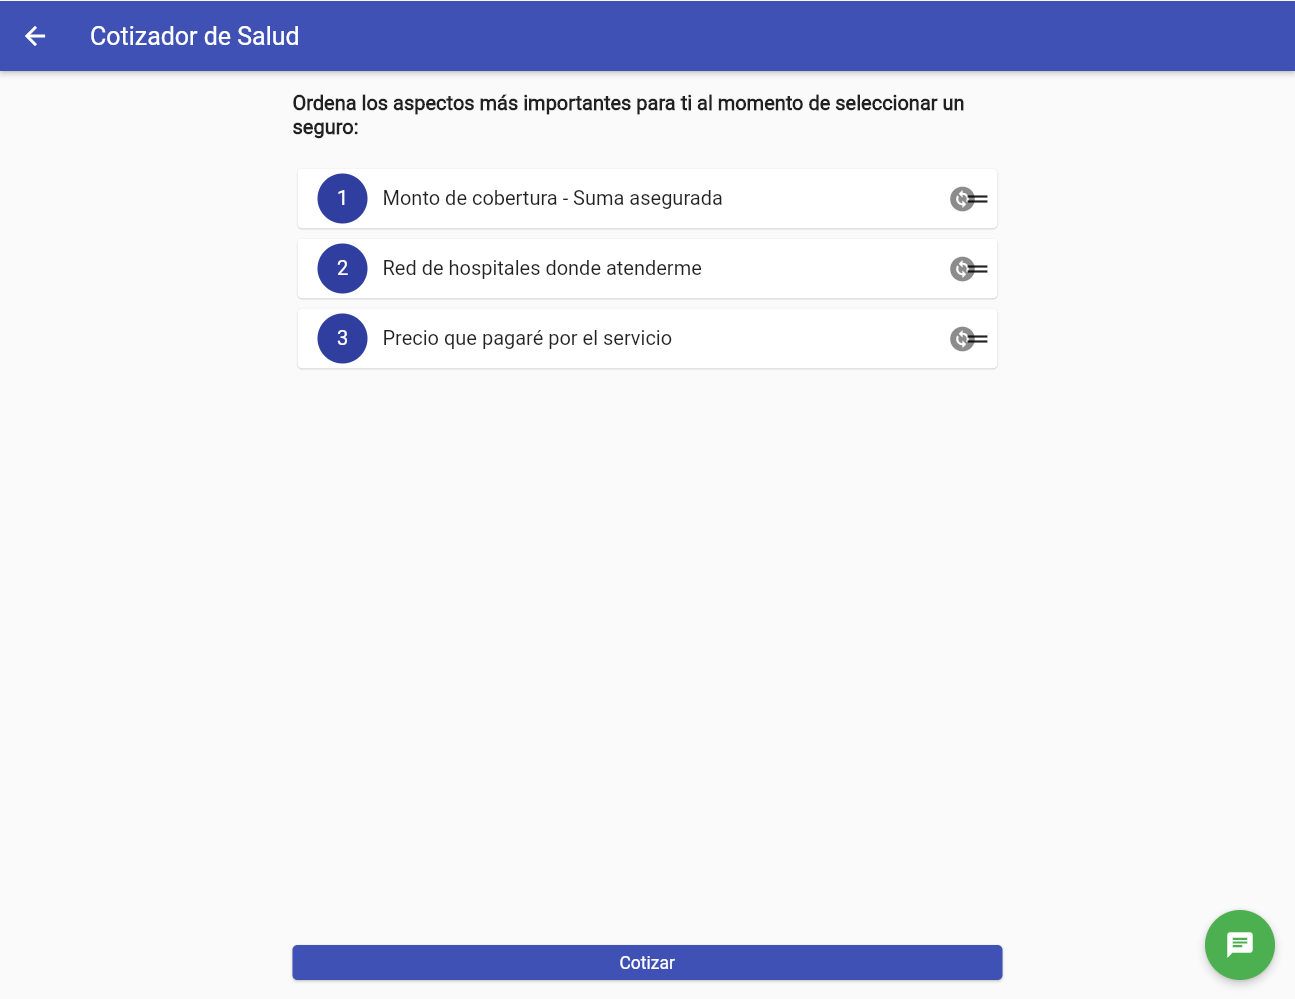 Cotizador de Salud
Ordena los aspectos más importantes para ti al momento de seleccionar un
seguro:
1 Monto de cobertura - Suma asegurada
2 Red de hospitales donde atenderme
3 Precio que pagaré por el servicio
Cotizar